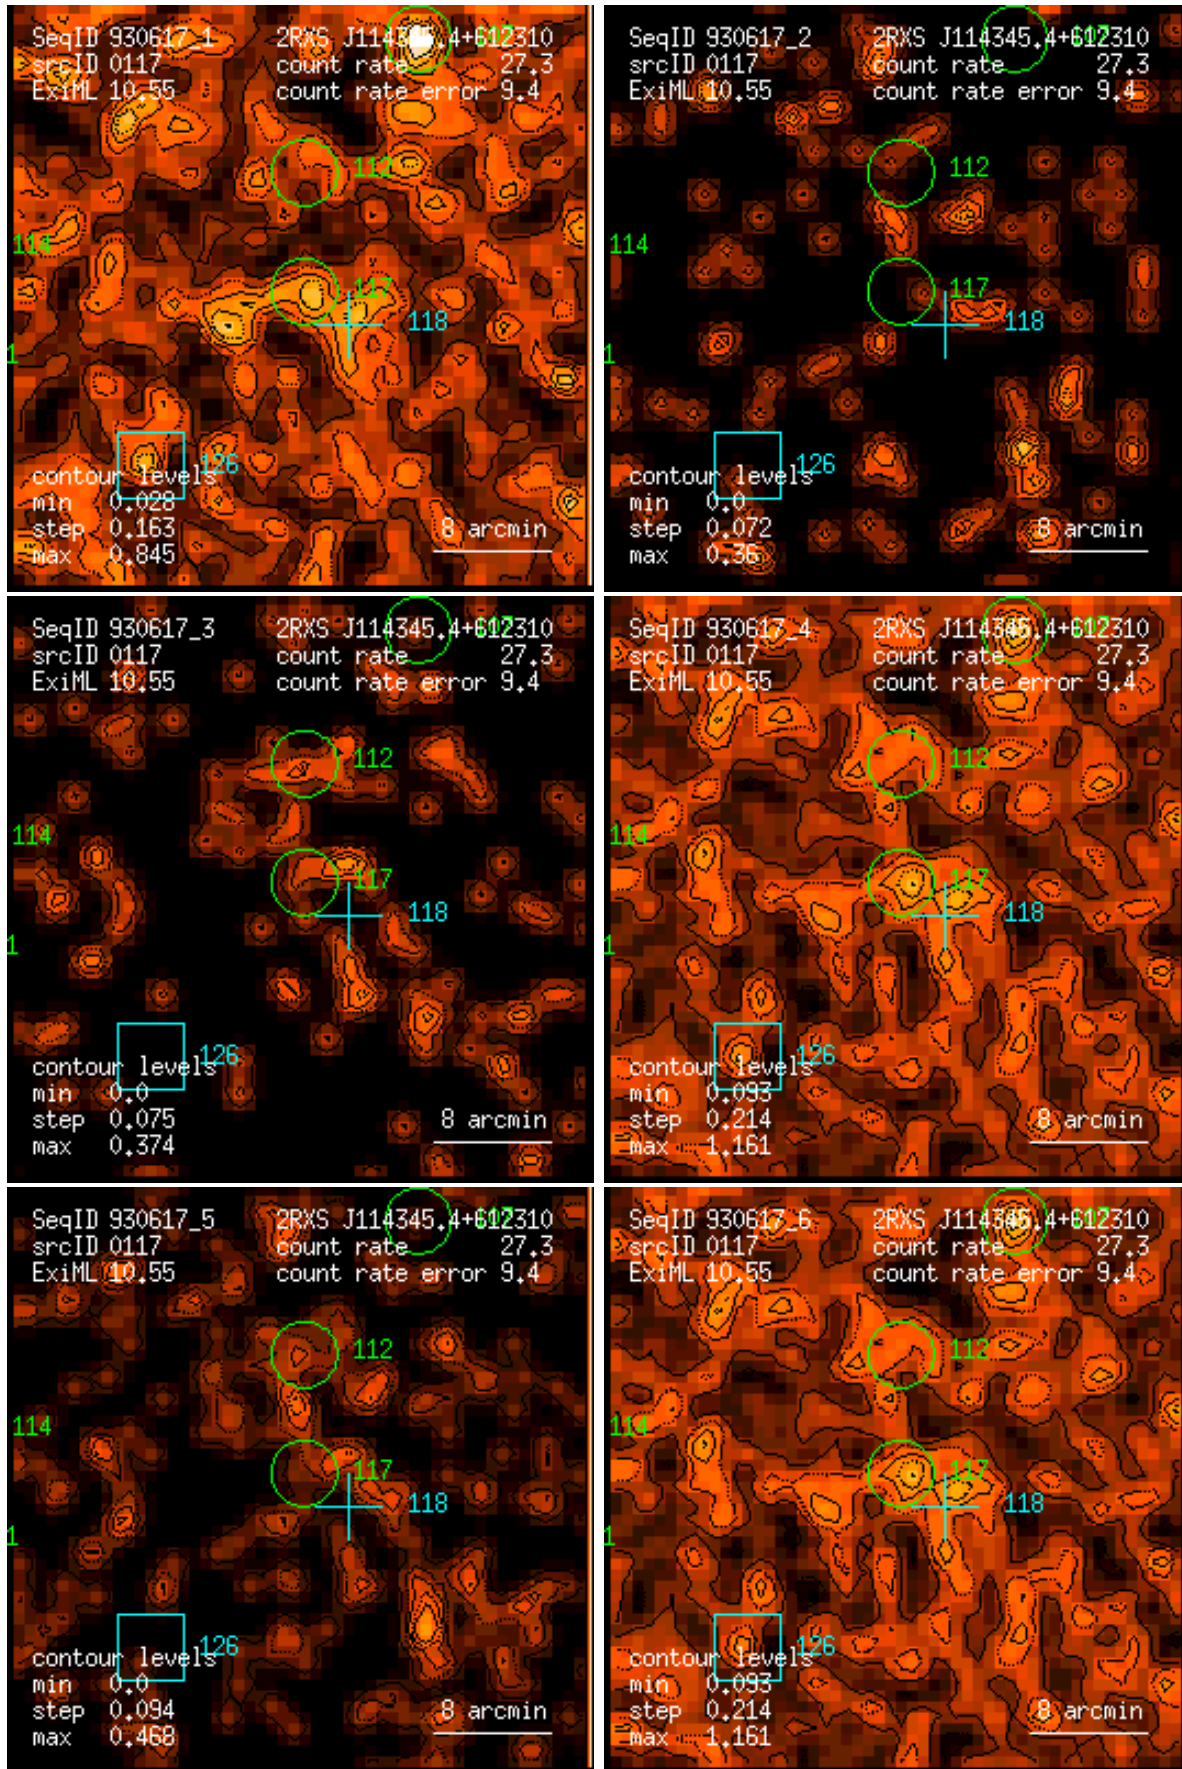 SeqID 930617_1 2RXS J114345.4+612310
srcID 0117 count rate 27.3
ExiML 10.55 count rate error 9.4
112
114
117
118
1
126
contour levels
min 0.028
step 0.163
max 0.845
8 arcmin
SeqID 930617_2 2RXS J114345.4+612310
srcID 0117 count rate 27.3
ExiML 10.55 count rate error 9.4
112
114
117
118
1
126
contour levels
min 0.0
step 0.072
max 0.36
8 arcmin
SeqID 930617_3 2RXS J114345.4+612310
srcID 0117 count rate 27.3
ExiML 10.55 count rate error 9.4
112
114
117
118
1
126
contour levels
min 0.0
step 0.075
max 0.374
8 arcmin
SeqID 930617_4 2RXS J114345.4+612310
srcID 0117 count rate 27.3
ExiML 10.55 count rate error 9.4
112
114
117
118
1
126
contour levels
min 0.093
step 0.214
max 1.161
8 arcmin
SeqID 930617_5 2RXS J114345.4+612310
srcID 0117 count rate 27.3
ExiML 10.55 count rate error 9.4
112
114
117
118
1
126
contour levels
min 0.0
step 0.094
max 0.468
8 arcmin
SeqID 930617_6 2RXS J114345.4+612310
srcID 0117 count rate 27.3
ExiML 10.55 count rate error 9.4
112
114
117
118
1
126
contour levels
min 0.093
step 0.214
max 1.161
8 arcmin